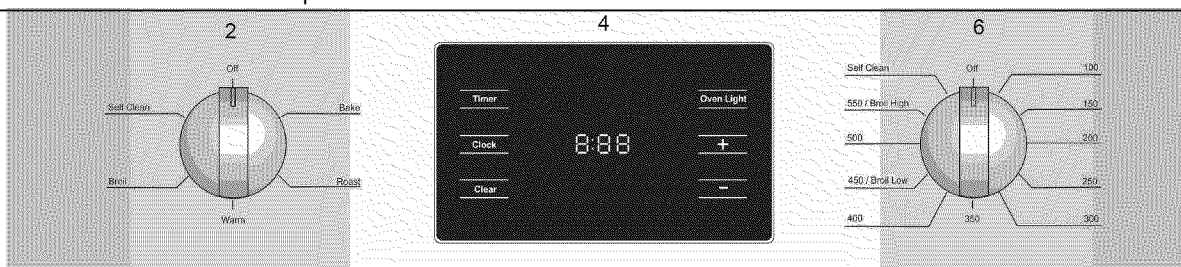 2
Off
Self Clean
Bake
Broil
Roast
Warm
4
Timer
Oven Light
Clock
8:88
+
Clear
-
6
Off
Self Clean
100
550 / Broil High
150
500
200
450 / Broil Low
250
400
350
300